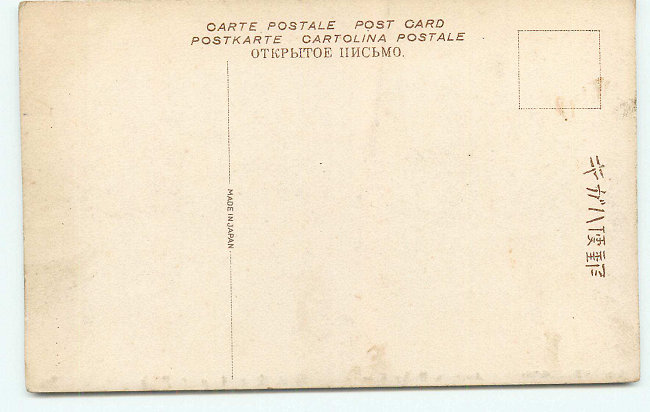 CARTE POSTALE POST CARD
POSTKARTE CARTOLINA POSTALE
ОТКРЫТОЕ ПИСЬМО.
MADE IN JAPAN
郵便はがき